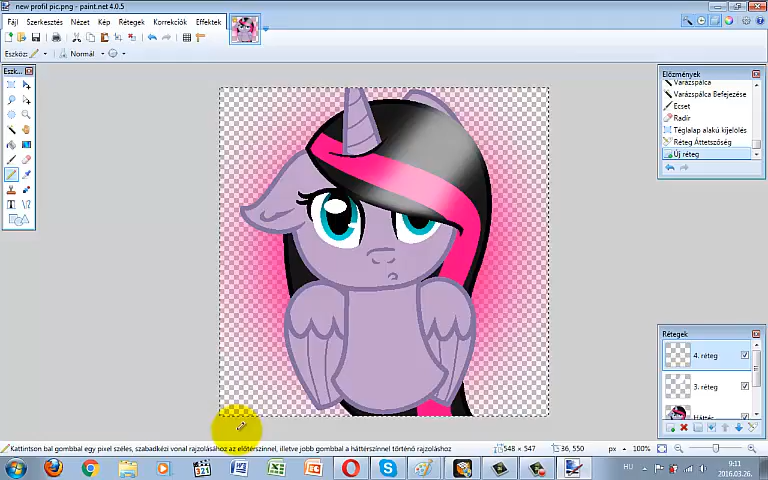 new profil pic.png - paint.net 4.0.5
Fájl Szerkesztés Nézet Kép Rétegek Korrekciók Effektek
Eszköz: Normál
Eszk...
Előzmények
Varázspálca
Varázspálca Befejezése
Ecset
Radír
Téglalap alakú kijelölés
Réteg Áttetszőség
Új réteg
Rétegek
4. réteg
3. réteg
Háttér
Kattintson bal gombbal egy pixel széles, szabadkézi vonal rajzolásához az előtérszínnel, illetve jobb gombbal a háttérszínnel történő rajzoláshoz
548 × 547
36, 550
px
100%
321
HU
9:11
2016.03.26.